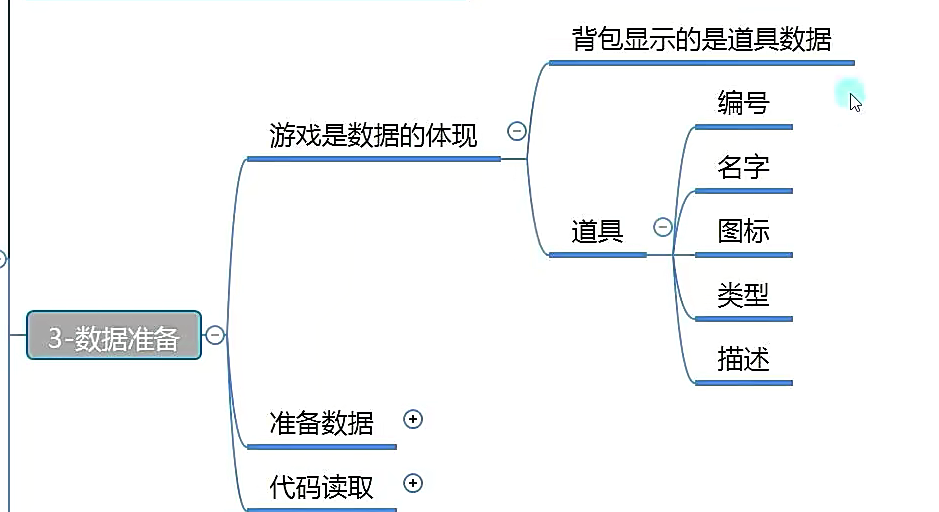 背包显示的是道具数据
编号
游戏是数据的体现
名字
道具
图标
类型
3-数据准备
描述
准备数据
代码读取